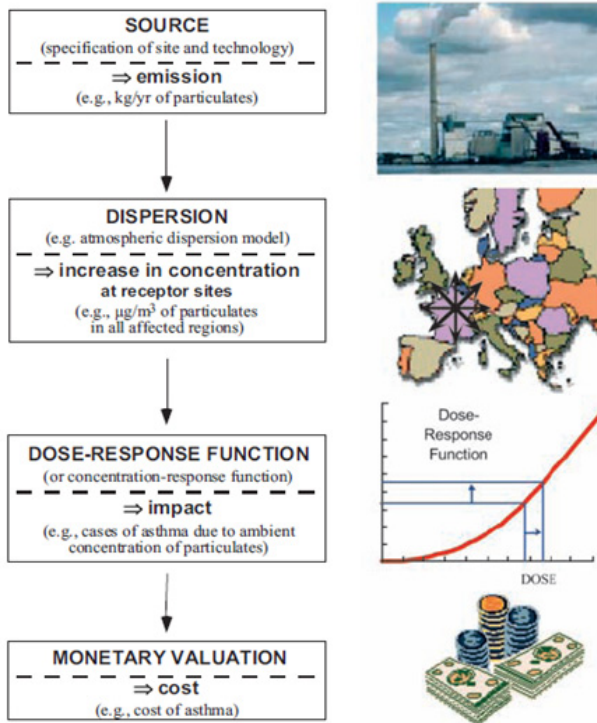 SOURCE
(specification of site and technology)
⇒ emission
(e.g., kg/yr of particulates)
DISPERSION
(e.g. atmospheric dispersion model)
⇒ increase in concentration
at receptor sites
(e.g., μg/m³ of particulates
in all affected regions)
DOSE-RESPONSE FUNCTION
(or concentration-response function)
⇒ impact
(e.g., cases of asthma due to ambient
concentration of particulates)
MONETARY VALUATION
⇒ cost
(e.g., cost of asthma)
Dose-
Response
Function
DOSE